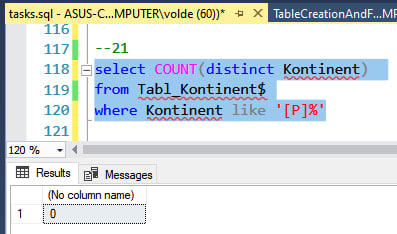 tasks.sql - ASUS-C...MPUTER\volde (60))* TableCreationAndF...M
116
117 --21
118 select COUNT(distinct Kontinent)
119 from Tabl_Kontinent$
120 where Kontinent like '[P]%'
121
120 %
Results Messages
(No column name)
1 0